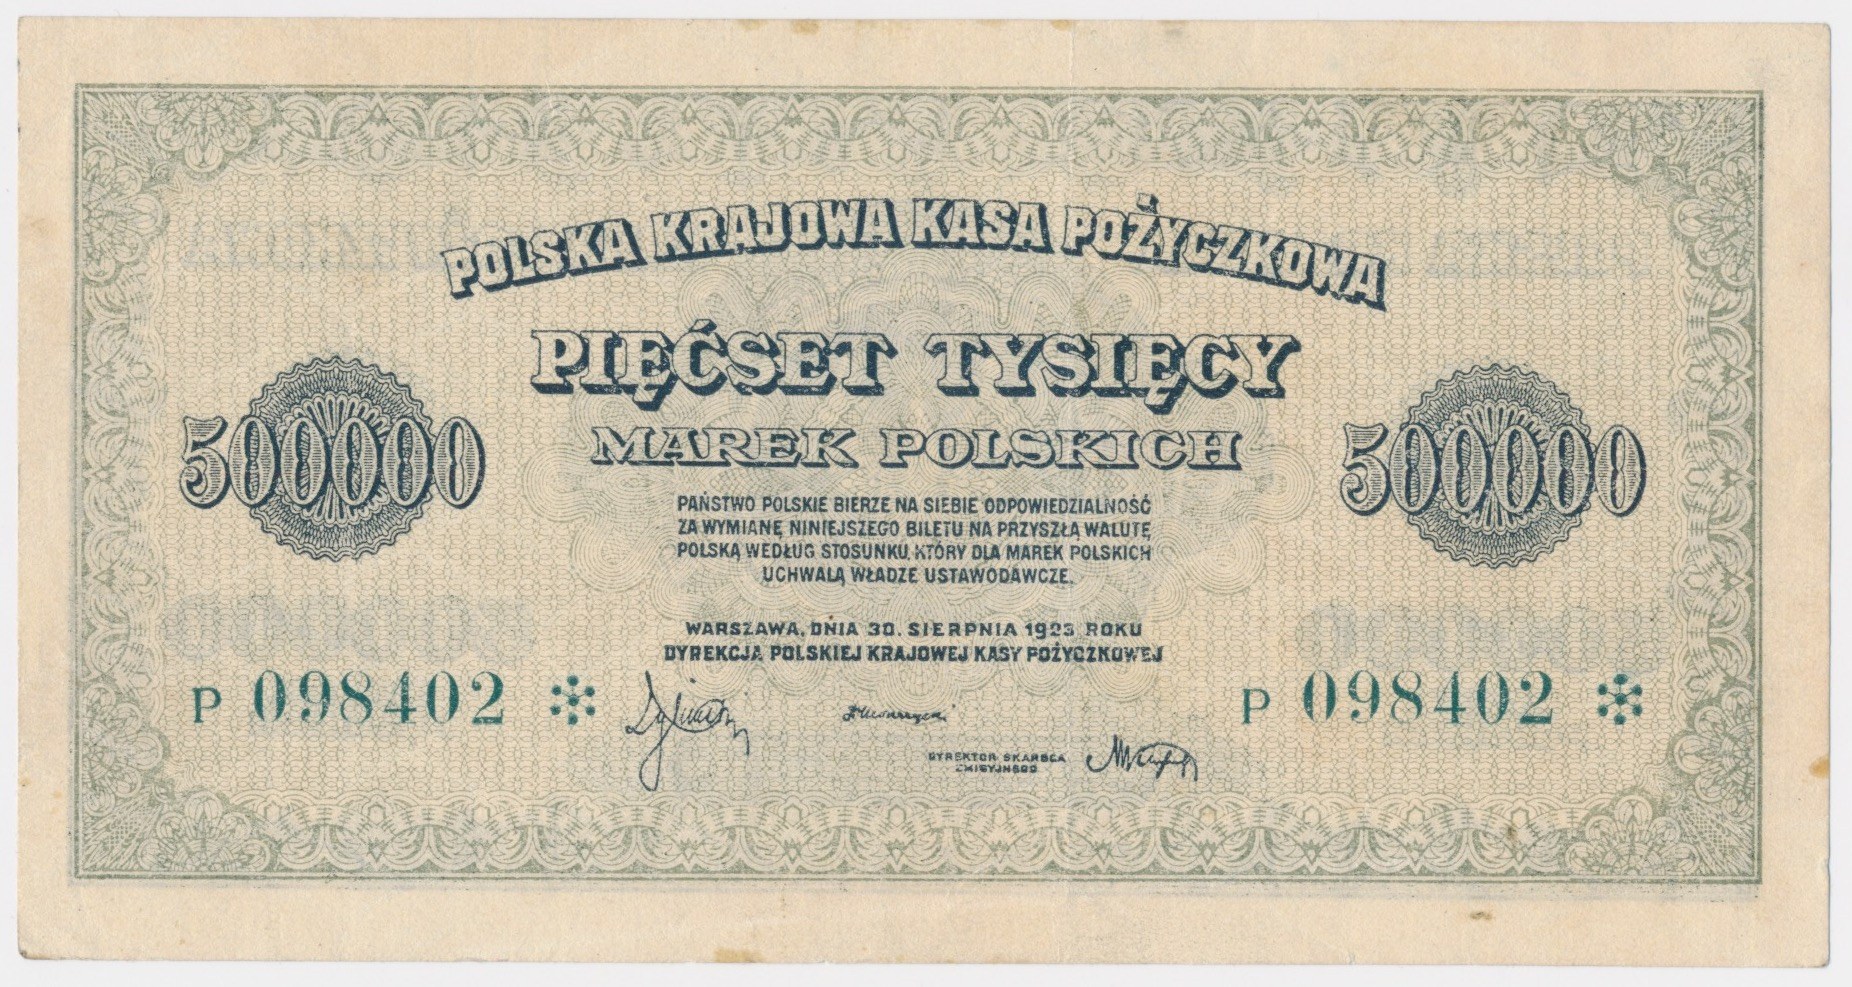 POLSKA KRAJOWA KASA POŻYCZKOWA
PIĘĆSET TYSIĘCY
MAREK POLSKICH
500000
500000
PAŃSTWO POLSKIE BIERZE NA SIEBIE ODPOWIEDZIALNOŚĆ
ZA WYMIANĘ NINIEJSZEGO BILETU NA PRZYSZŁĄ WALUTĘ
POLSKĄ WEDŁUG STOSUNKU, KTÓRY DLA MAREK POLSKICH
UCHWALĄ WŁADZE USTAWODAWCZE.
WARSZAWA, DNIA 30. SIERPNIA 1923 ROKU
DYREKCJA POLSKIEJ KRAJOWEJ KASY POŻYCZKOWEJ
P 098402 *
P 098402 *
DYREKTOR SKARBCA
EMISYJNEGO